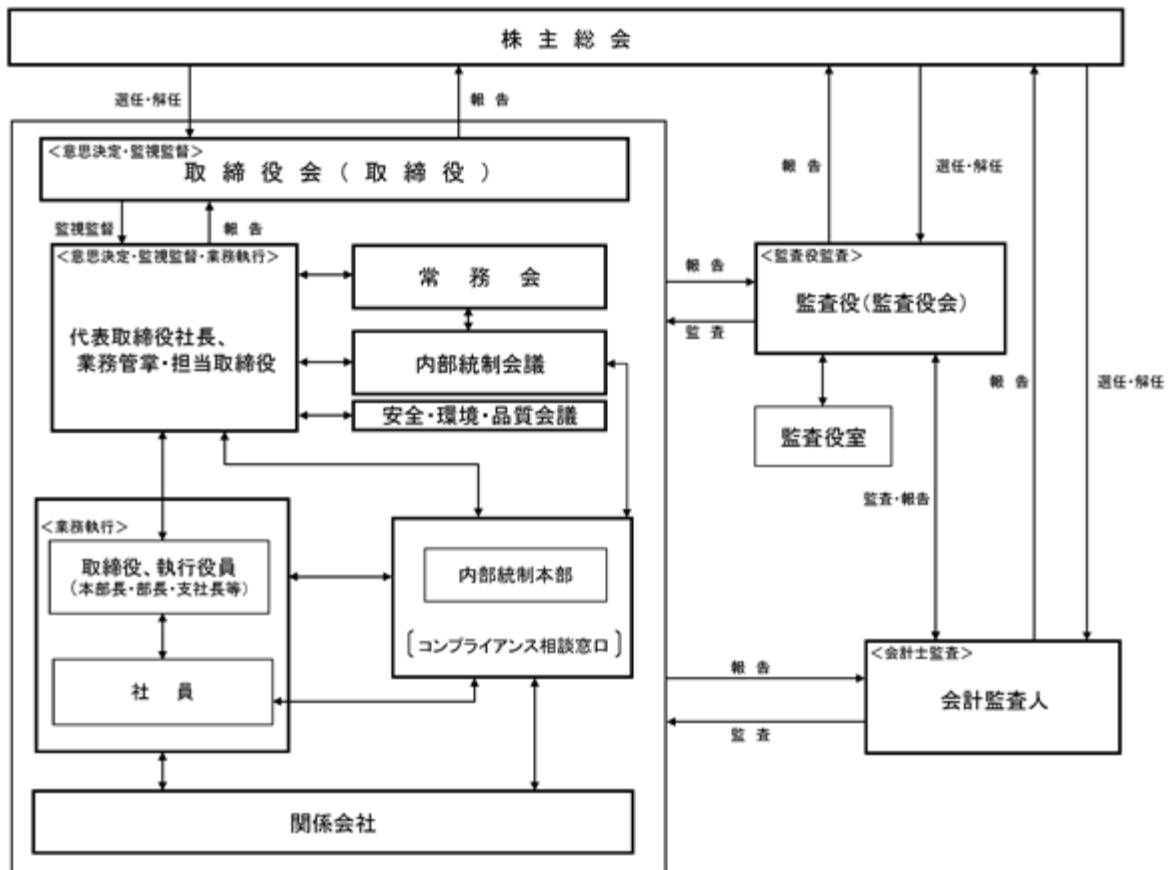 株主総会
選任・解任
報告
＜意思決定・監視監督＞
取締役会（取締役）
監視監督
報告
＜意思決定・監視監督・業務執行＞
代表取締役社長、
業務管掌・担当取締役
常務会
内部統制会議
安全・環境・品質会議
＜業務執行＞
取締役、執行役員
（本部長・部長・支社長等）
社員
内部統制本部
〔コンプライアンス相談窓口〕
関係会社
報告
選任・解任
報告
監査
＜監査役監査＞
監査役（監査役会）
監査役室
監査・報告
報告
選任・解任
報告
監査
＜会計士監査＞
会計監査人